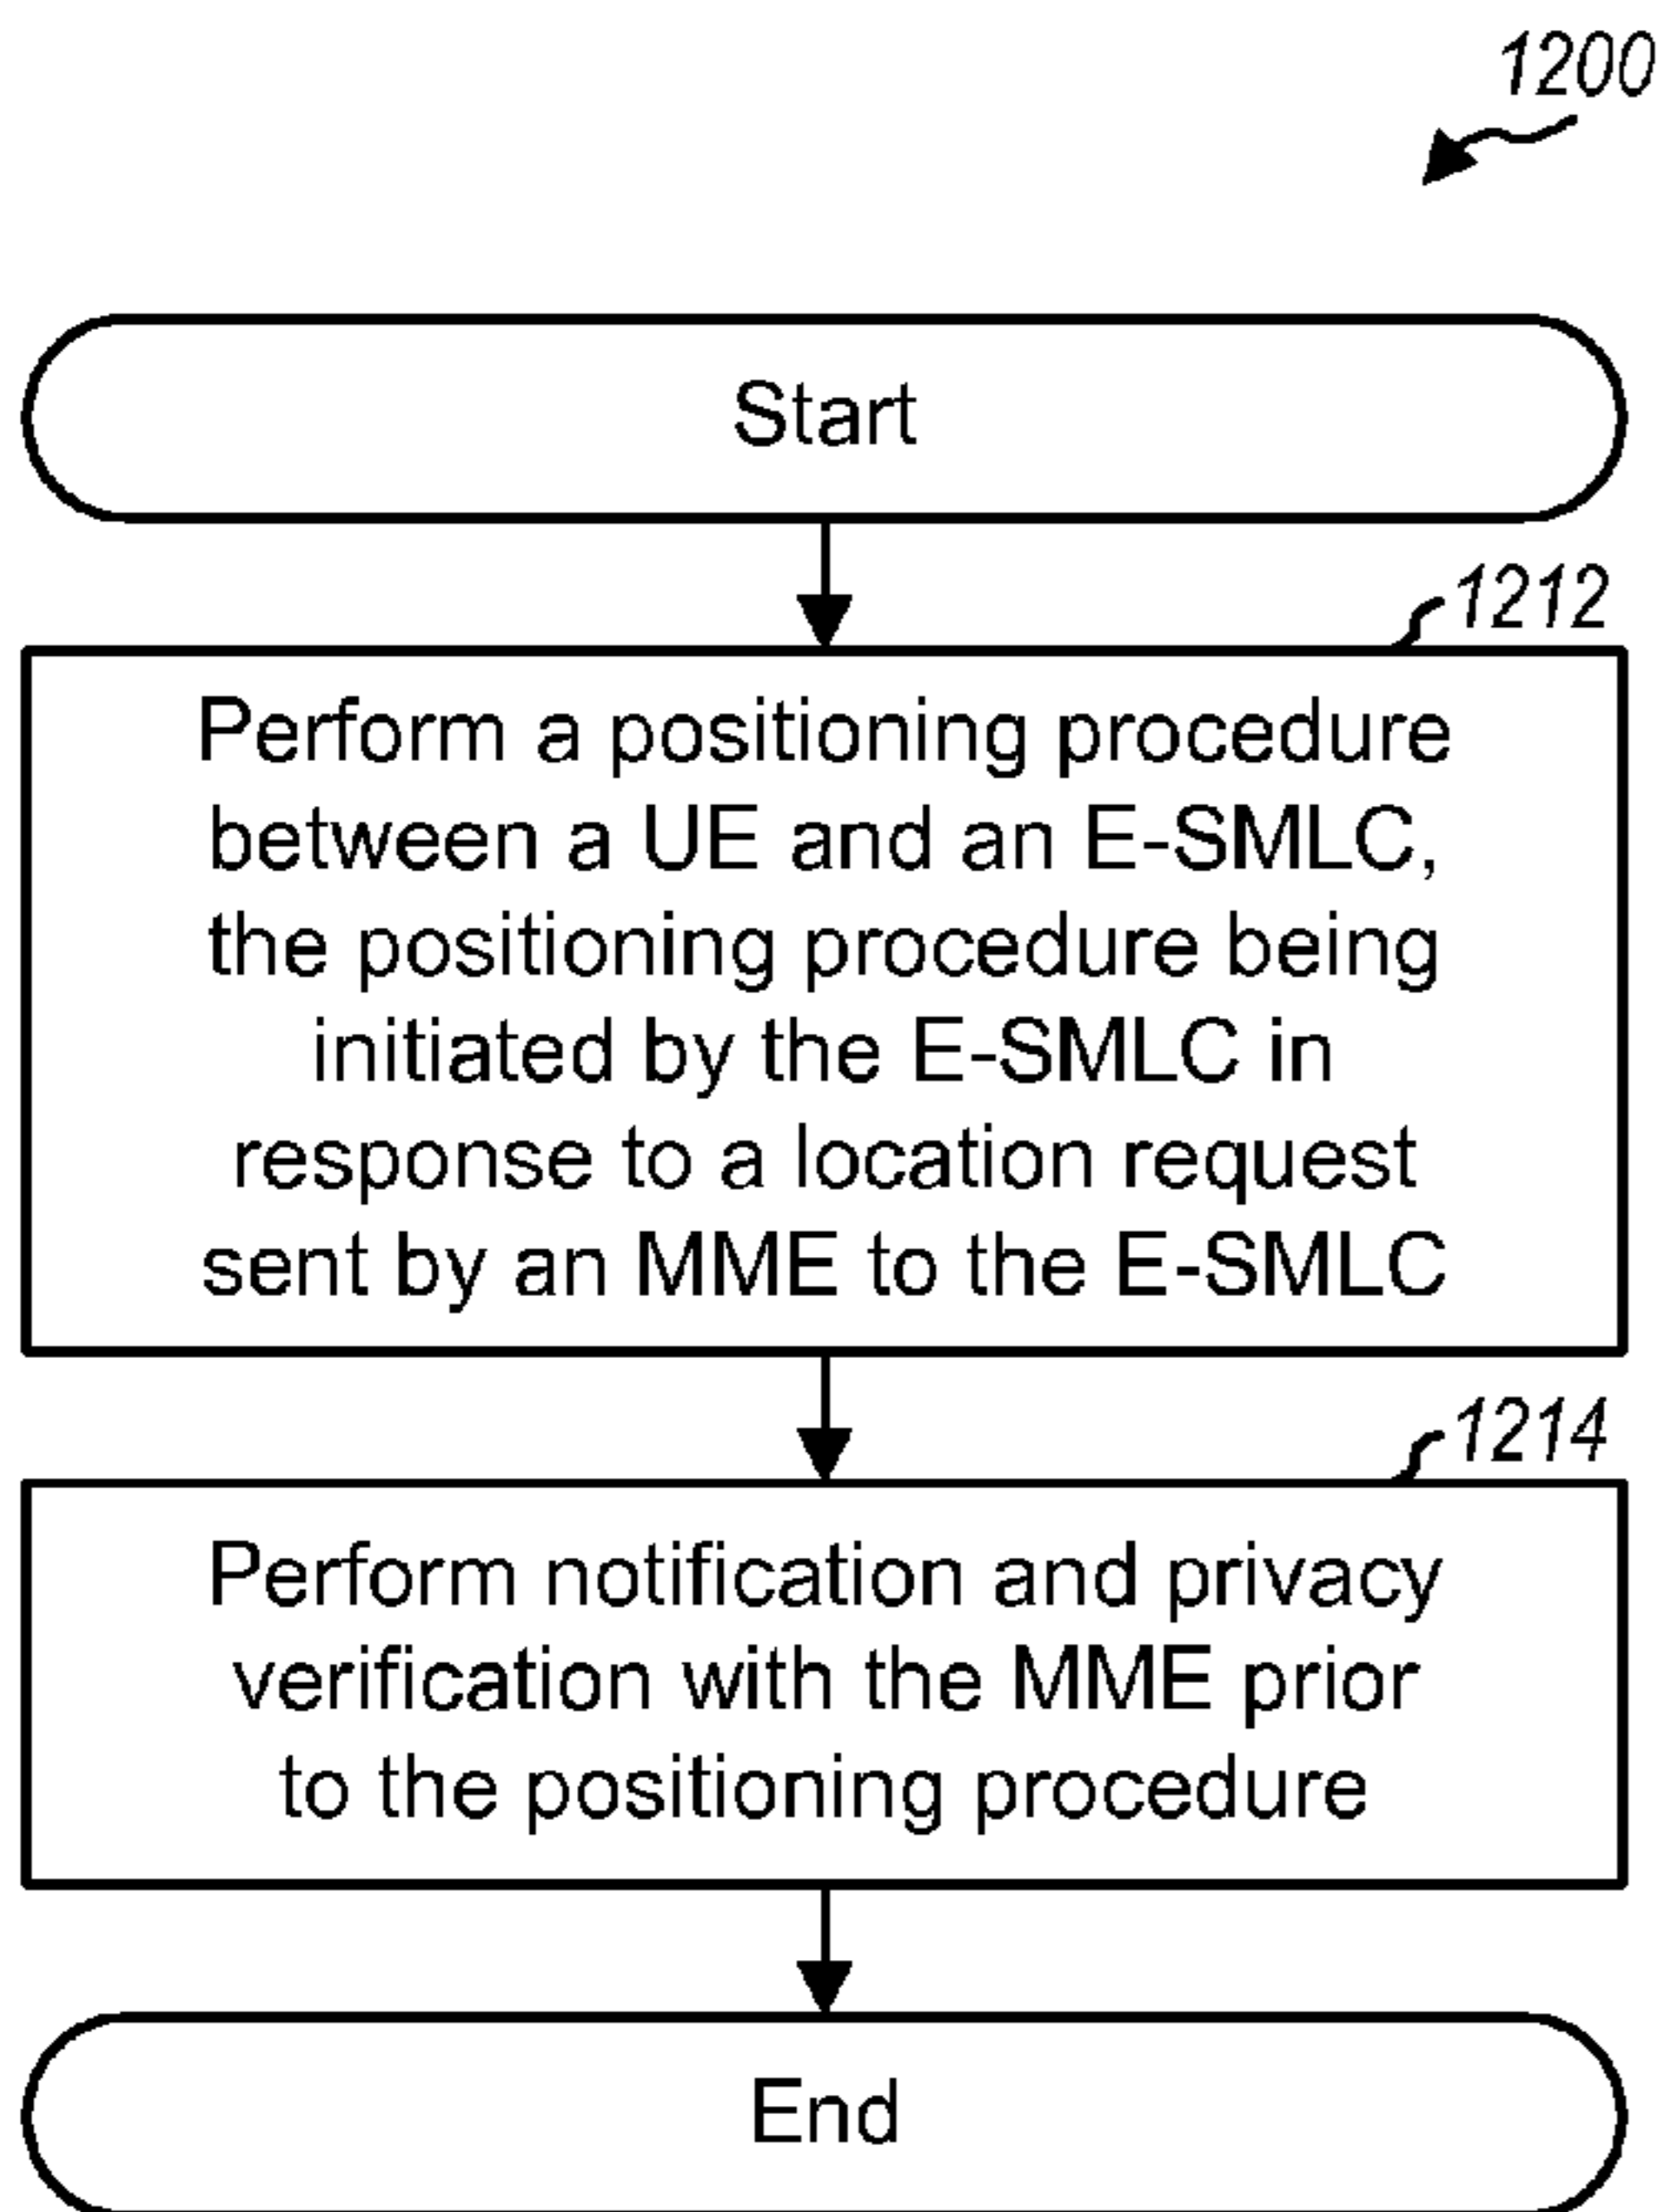 1200
Start
1212
Perform a positioning procedure
between a UE and an E-SMLC,
the positioning procedure being
initiated by the E-SMLC in
response to a location request
sent by an MME to the E-SMLC
1214
Perform notification and privacy
verification with the MME prior
to the positioning procedure
End